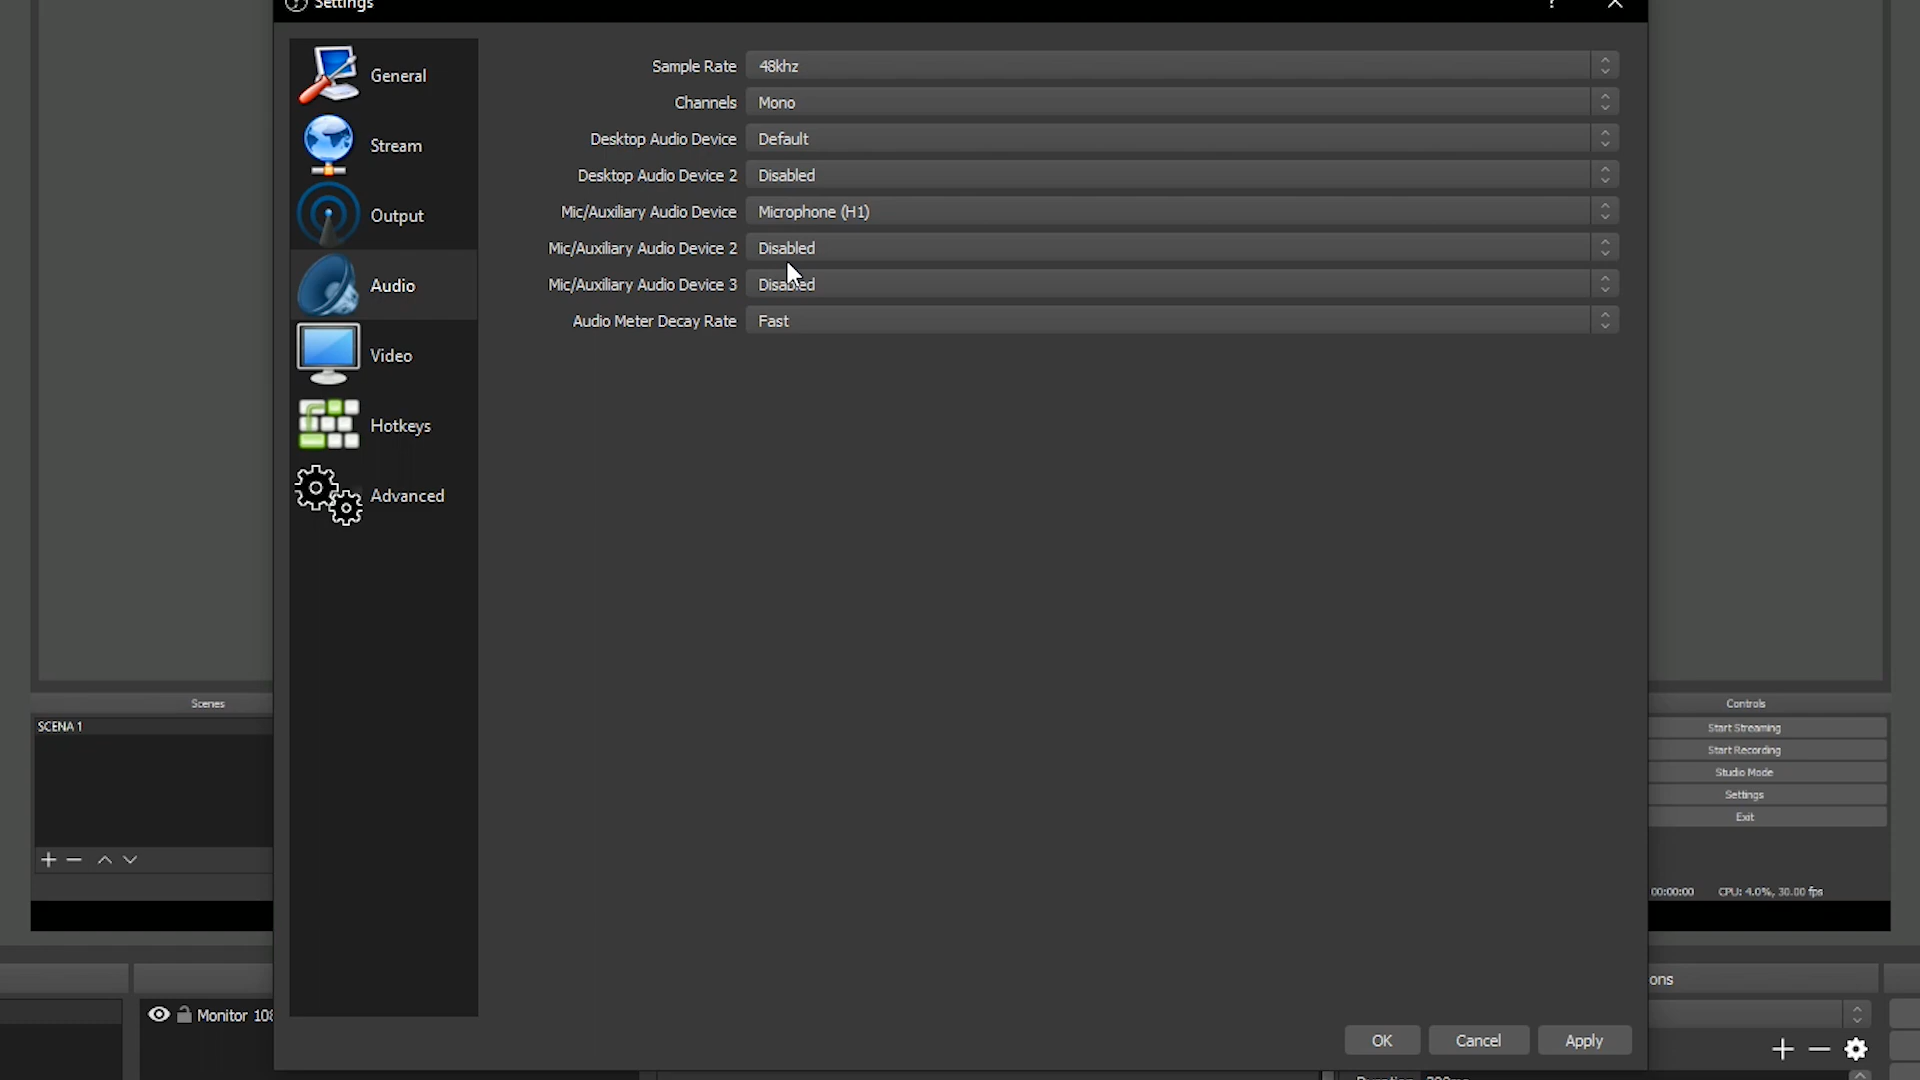 Settings
?
General
Stream
Output
Audio
Video
Hotkeys
Advanced
Sample Rate 48khz
Channels Mono
Desktop Audio Device Default
Desktop Audio Device 2 Disabled
Mic/Auxiliary Audio Device Microphone (H1)
Mic/Auxiliary Audio Device 2 Disabled
Mic/Auxiliary Audio Device 3 Disabled
Audio Meter Decay Rate Fast
Scenes
SCENA 1
Controls
Start Streaming
Start Recording
Studio Mode
Settings
Exit
00:00:00 CPU: 4.0%, 30.00 fps
ons
Monitor 108
OK Cancel Apply